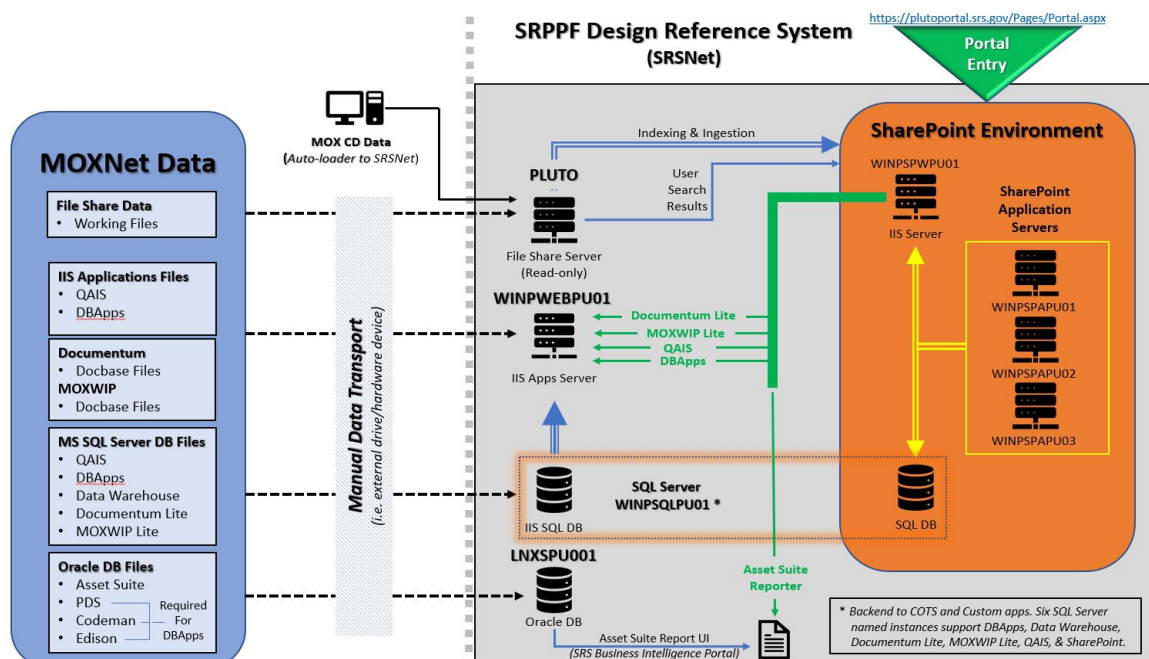 https://plutoportal.srs.gov/Pages/Portal.aspx
SRPPF Design Reference System
(SRSNet)
Portal
Entry
MOXNet Data
File Share Data
• Working Files
IIS Applications Files
• QAIS
• DBApps
Documentum
• Docbase Files
MOXWIP
• Docbase Files
MS SQL Server DB Files
• QAIS
• DBApps
• Data Warehouse
• Documentum Lite
• MOXWIP Lite
Oracle DB Files
• Asset Suite
• PDS
• Codeman
• Edison
Required
For
DBApps
MOX CD Data
(Auto-loader to SRSNet)
Manual Data Transport
(i.e. external drive/hardware device)
Indexing & Ingestion
PLUTO
User
Search
Results
File Share Server
(Read-only)
WINPWEBPU01
IIS Apps Server
Documentum Lite
MOXWIP Lite
QAIS
DBApps
SharePoint Environment
WINPSPWPU01
IIS Server
SharePoint
Application
Servers
WINPSPAPU01
WINPSPAPU02
WINPSPAPU03
IIS SQL DB
SQL Server
WINPSQLPU01 *
SQL DB
LNXSPU001
Oracle DB
Asset Suite
Reporter
Asset Suite Report UI
(SRS Business Intelligence Portal)
* Backend to COTS and Custom apps. Six SQL Server
named instances support DBApps, Data Warehouse,
Documentum Lite, MOXWIP Lite, QAIS, & SharePoint.